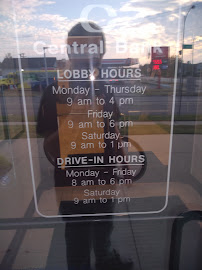 Central Bank
LOBBY HOURS
Monday - Thursday
9 am to 4 pm
Friday
9 am to 6 pm
Saturday
9 am to 1 pm
DRIVE-IN HOURS
Monday - Friday
8 am to 6 pm
Saturday
9 am to 1 pm